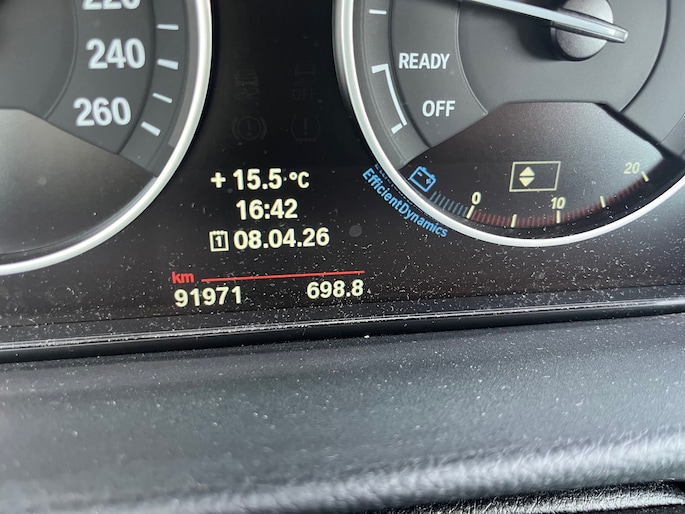 220
240
260
READY
OFF
+ 15.5 °C
16:42
1 08.04.26
EfficientDynamics
0 10 20
km
91971 698.8